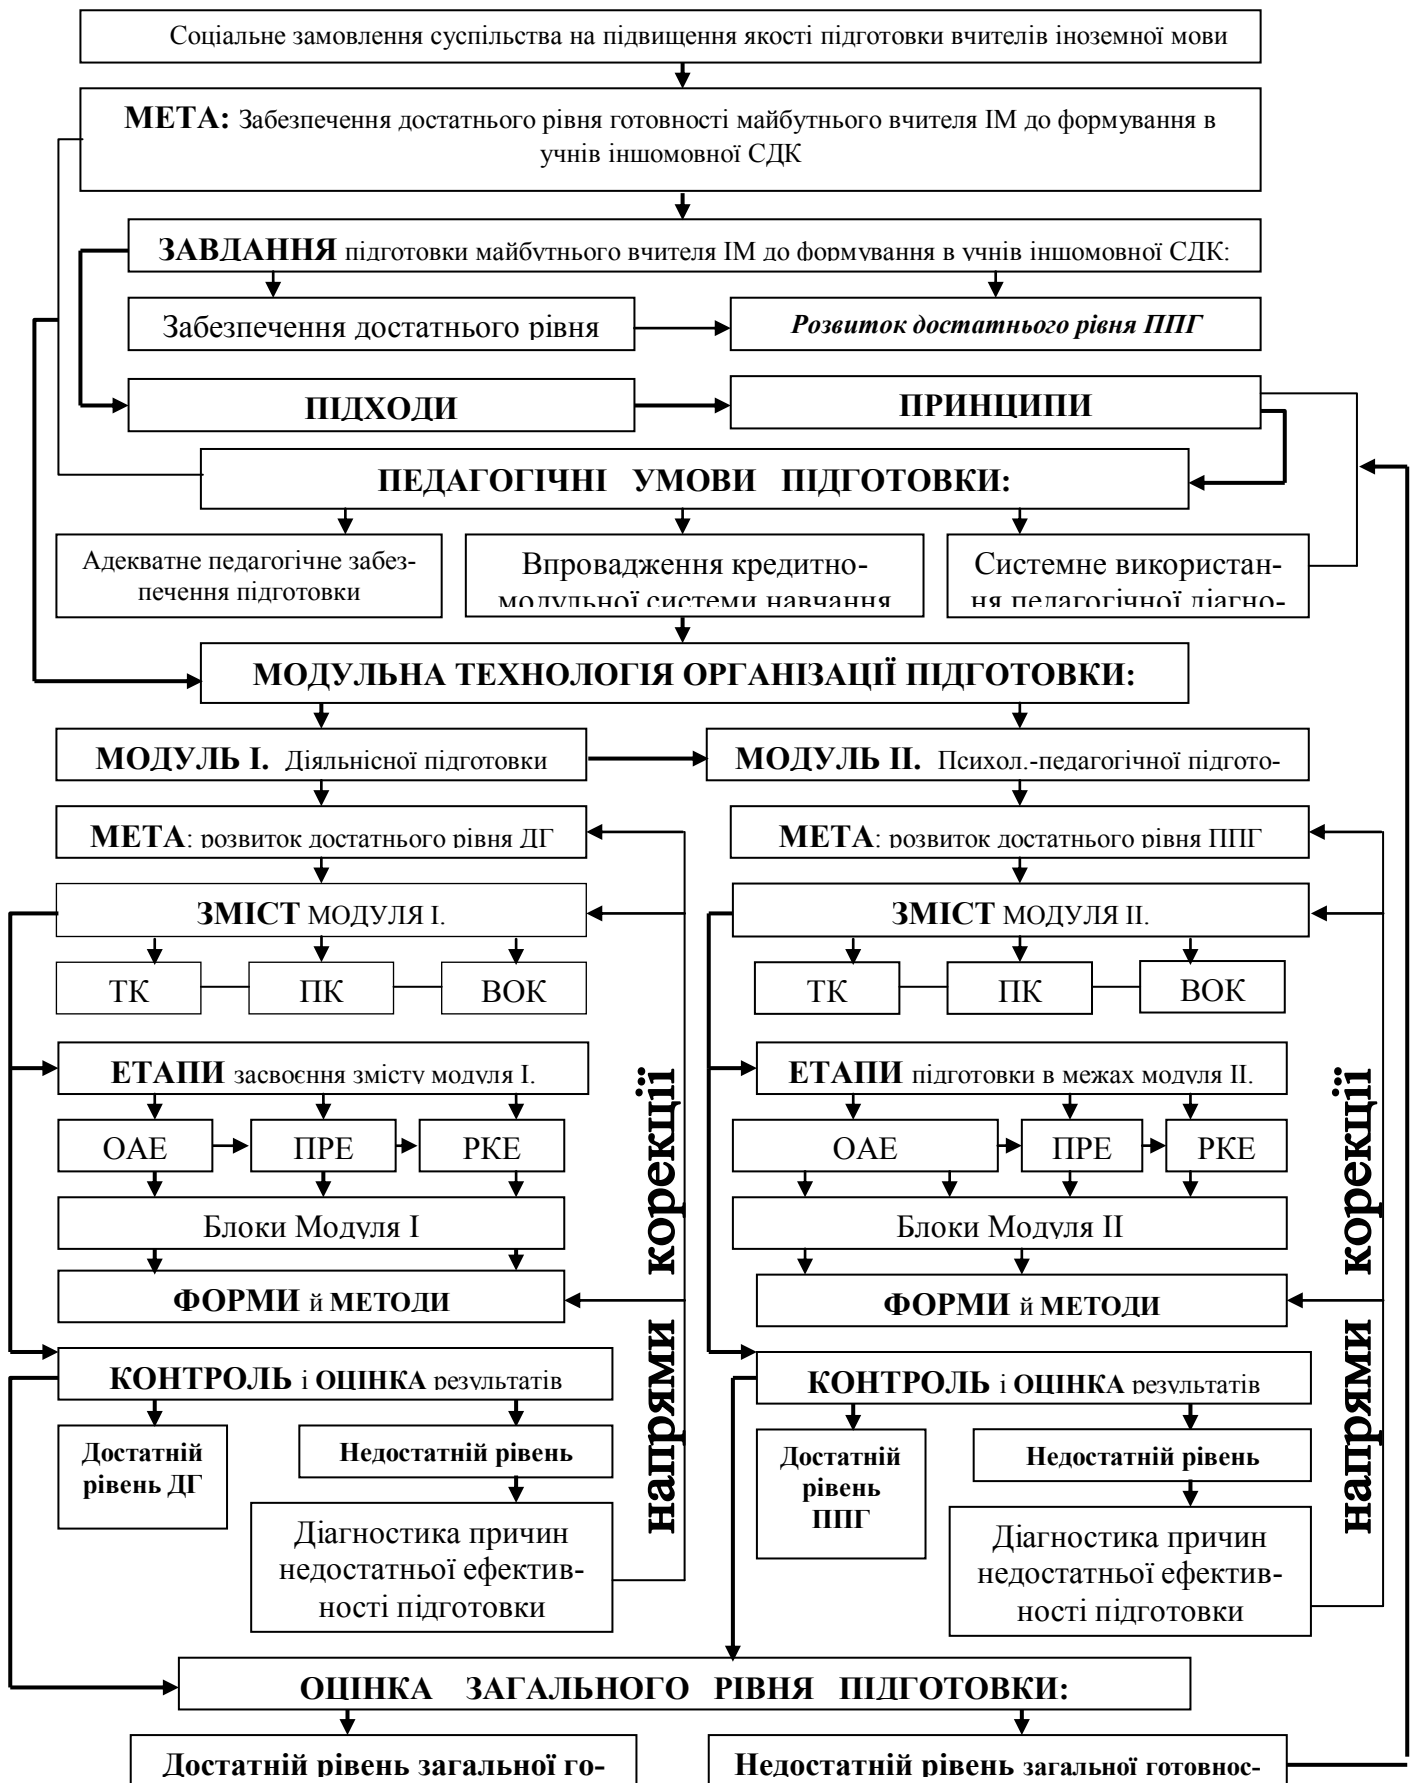 Соціальне замовлення суспільства на підвищення якості підготовки вчителів іноземної мови
МЕТА: Забезпечення достатнього рівня готовності майбутнього вчителя ІМ до формування в
учнів іншомовної СДК
ЗАВДАННЯ підготовки майбутнього вчителя ІМ до формування в учнів іншомовної СДК:
Забезпечення достатнього рівня
Розвиток достатнього рівня ППГ
ПІДХОДИ
ПРИНЦИПИ
ПЕДАГОГІЧНІ УМОВИ ПІДГОТОВКИ:
Адекватне педагогічне забез-
печення підготовки
Впровадження кредитно-
модульної системи навчання
Системне використан-
ня педагогічної діагно-
МОДУЛЬНА ТЕХНОЛОГІЯ ОРГАНІЗАЦІЇ ПІДГОТОВКИ:
МОДУЛЬ І. Діяльнісної підготовки
МОДУЛЬ ІІ. Психол.-педагогічної підгото-
МЕТА: розвиток достатнього рівня ДГ
МЕТА: розвиток достатнього рівня ППГ
ЗМІСТ МОДУЛЯ І.
ЗМІСТ МОДУЛЯ ІІ.
ТК
ПК
ВОК
ТК
ПК
ВОК
ЕТАПИ засвоєння змісту модуля І.
ЕТАПИ підготовки в межах модуля ІІ.
ОАЕ
ПРЕ
РКЕ
ОАЕ
ПРЕ
РКЕ
Блоки Модуля І
Блоки Модуля ІІ
ФОРМИ й МЕТОДИ
ФОРМИ й МЕТОДИ
напрями корекції
напрями корекції
КОНТРОЛЬ і ОЦІНКА результатів
КОНТРОЛЬ і ОЦІНКА результатів
Достатній
рівень ДГ
Недостатній рівень
Достатній
рівень
ППГ
Недостатній рівень
Діагностика причин
недостатньої ефектив-
ності підготовки
Діагностика причин
недостатньої ефектив-
ності підготовки
ОЦІНКА ЗАГАЛЬНОГО РІВНЯ ПІДГОТОВКИ:
Достатній рівень загальної го-
Недостатній рівень загальної готовнос-